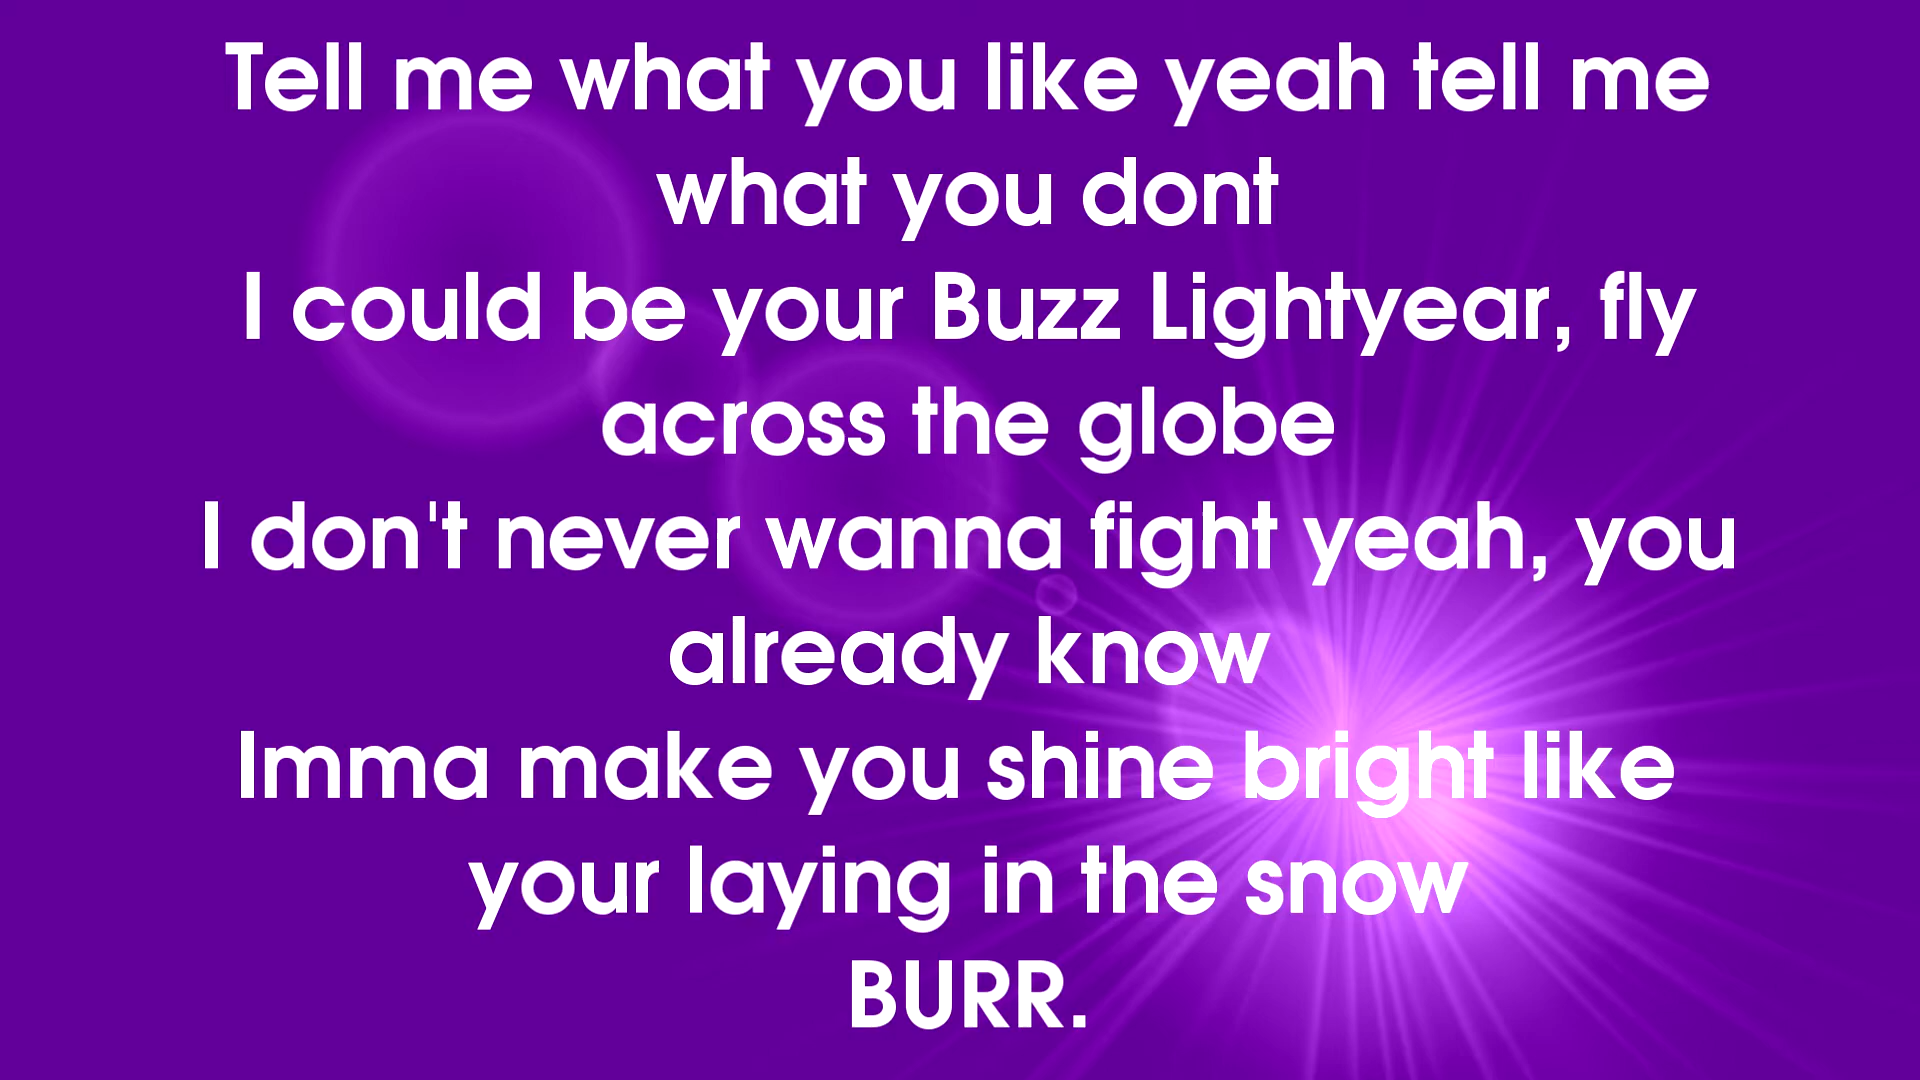 Tell me what you like yeah tell me
what you dont
I could be your Buzz Lightyear, fly
across the globe
I don't never wanna fight yeah, you
already know
Imma make you shine bright like
your laying in the snow
BURR.